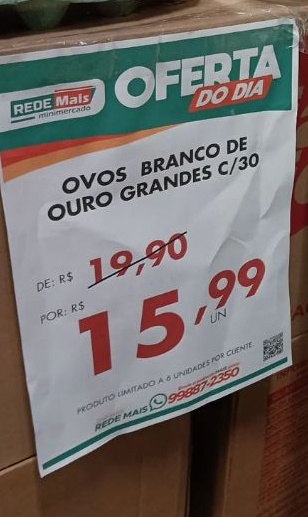 REDE Mais
minimercado
OFERTA
DO DIA
OVOS BRANCO DE
OURO GRANDES C/30
DE: R$ 19,90
POR: R$ 15,99
UN
PRODUTO LIMITADO A 6 UNIDADES POR CLIENTE
REDE MAIS 99887-2350